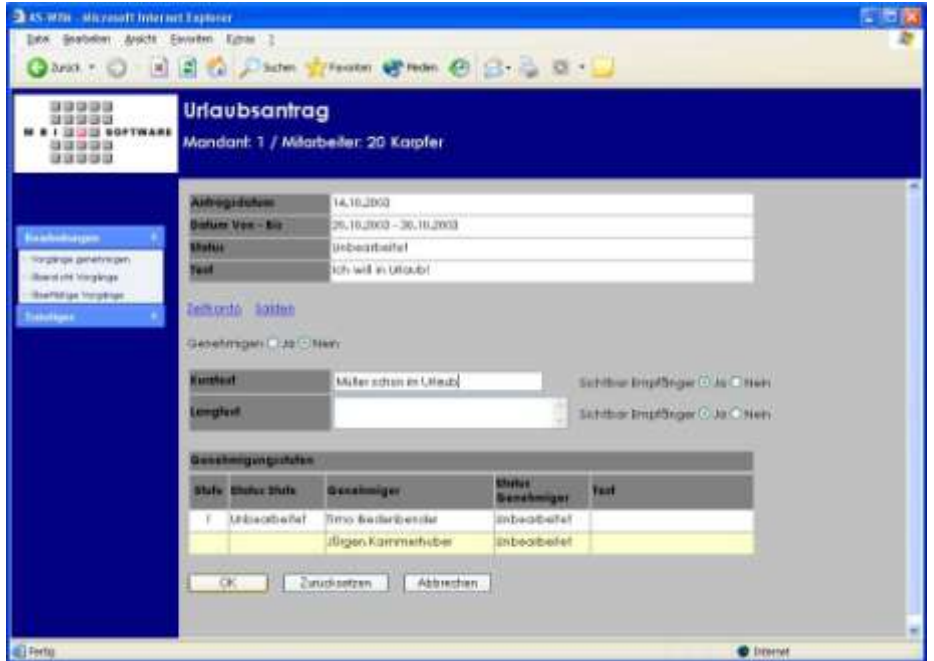 AS-WIN - Microsoft Internet Explorer
Datei Bearbeiten Ansicht Favoriten Extras ?
Zurück Suchen Favoriten Medien
MBI SOFTWARE
Urlaubsantrag
Mandant: 1 / Mitarbeiter: 20 Karpfer
Bearbeitungen
Vorgänge genehmigen
Übersicht Vorgänge
Überfällige Vorgänge
Sonstiges
Antragsdatum 14.10.2003
Datum Von - Bis - 30.10.2003
Status Unbearbeitet
Text Ich will in Urlaub!
Zeitkonto Salden
Genehmigen Ja Nein
Kurztext Müller schon im Urlaub Sichtbar Empfänger Ja Nein
Langtext Sichtbar Empfänger Ja Nein
Genehmigungsstufen
Stufe Status Stufe Genehmiger Status Genehmiger Text
1 Unbearbeitet Timo Biederbender Unbearbeitet
Jürgen Kammerhuber Unbearbeitet
OK Zurücksetzen Abbrechen
Fertig Internet